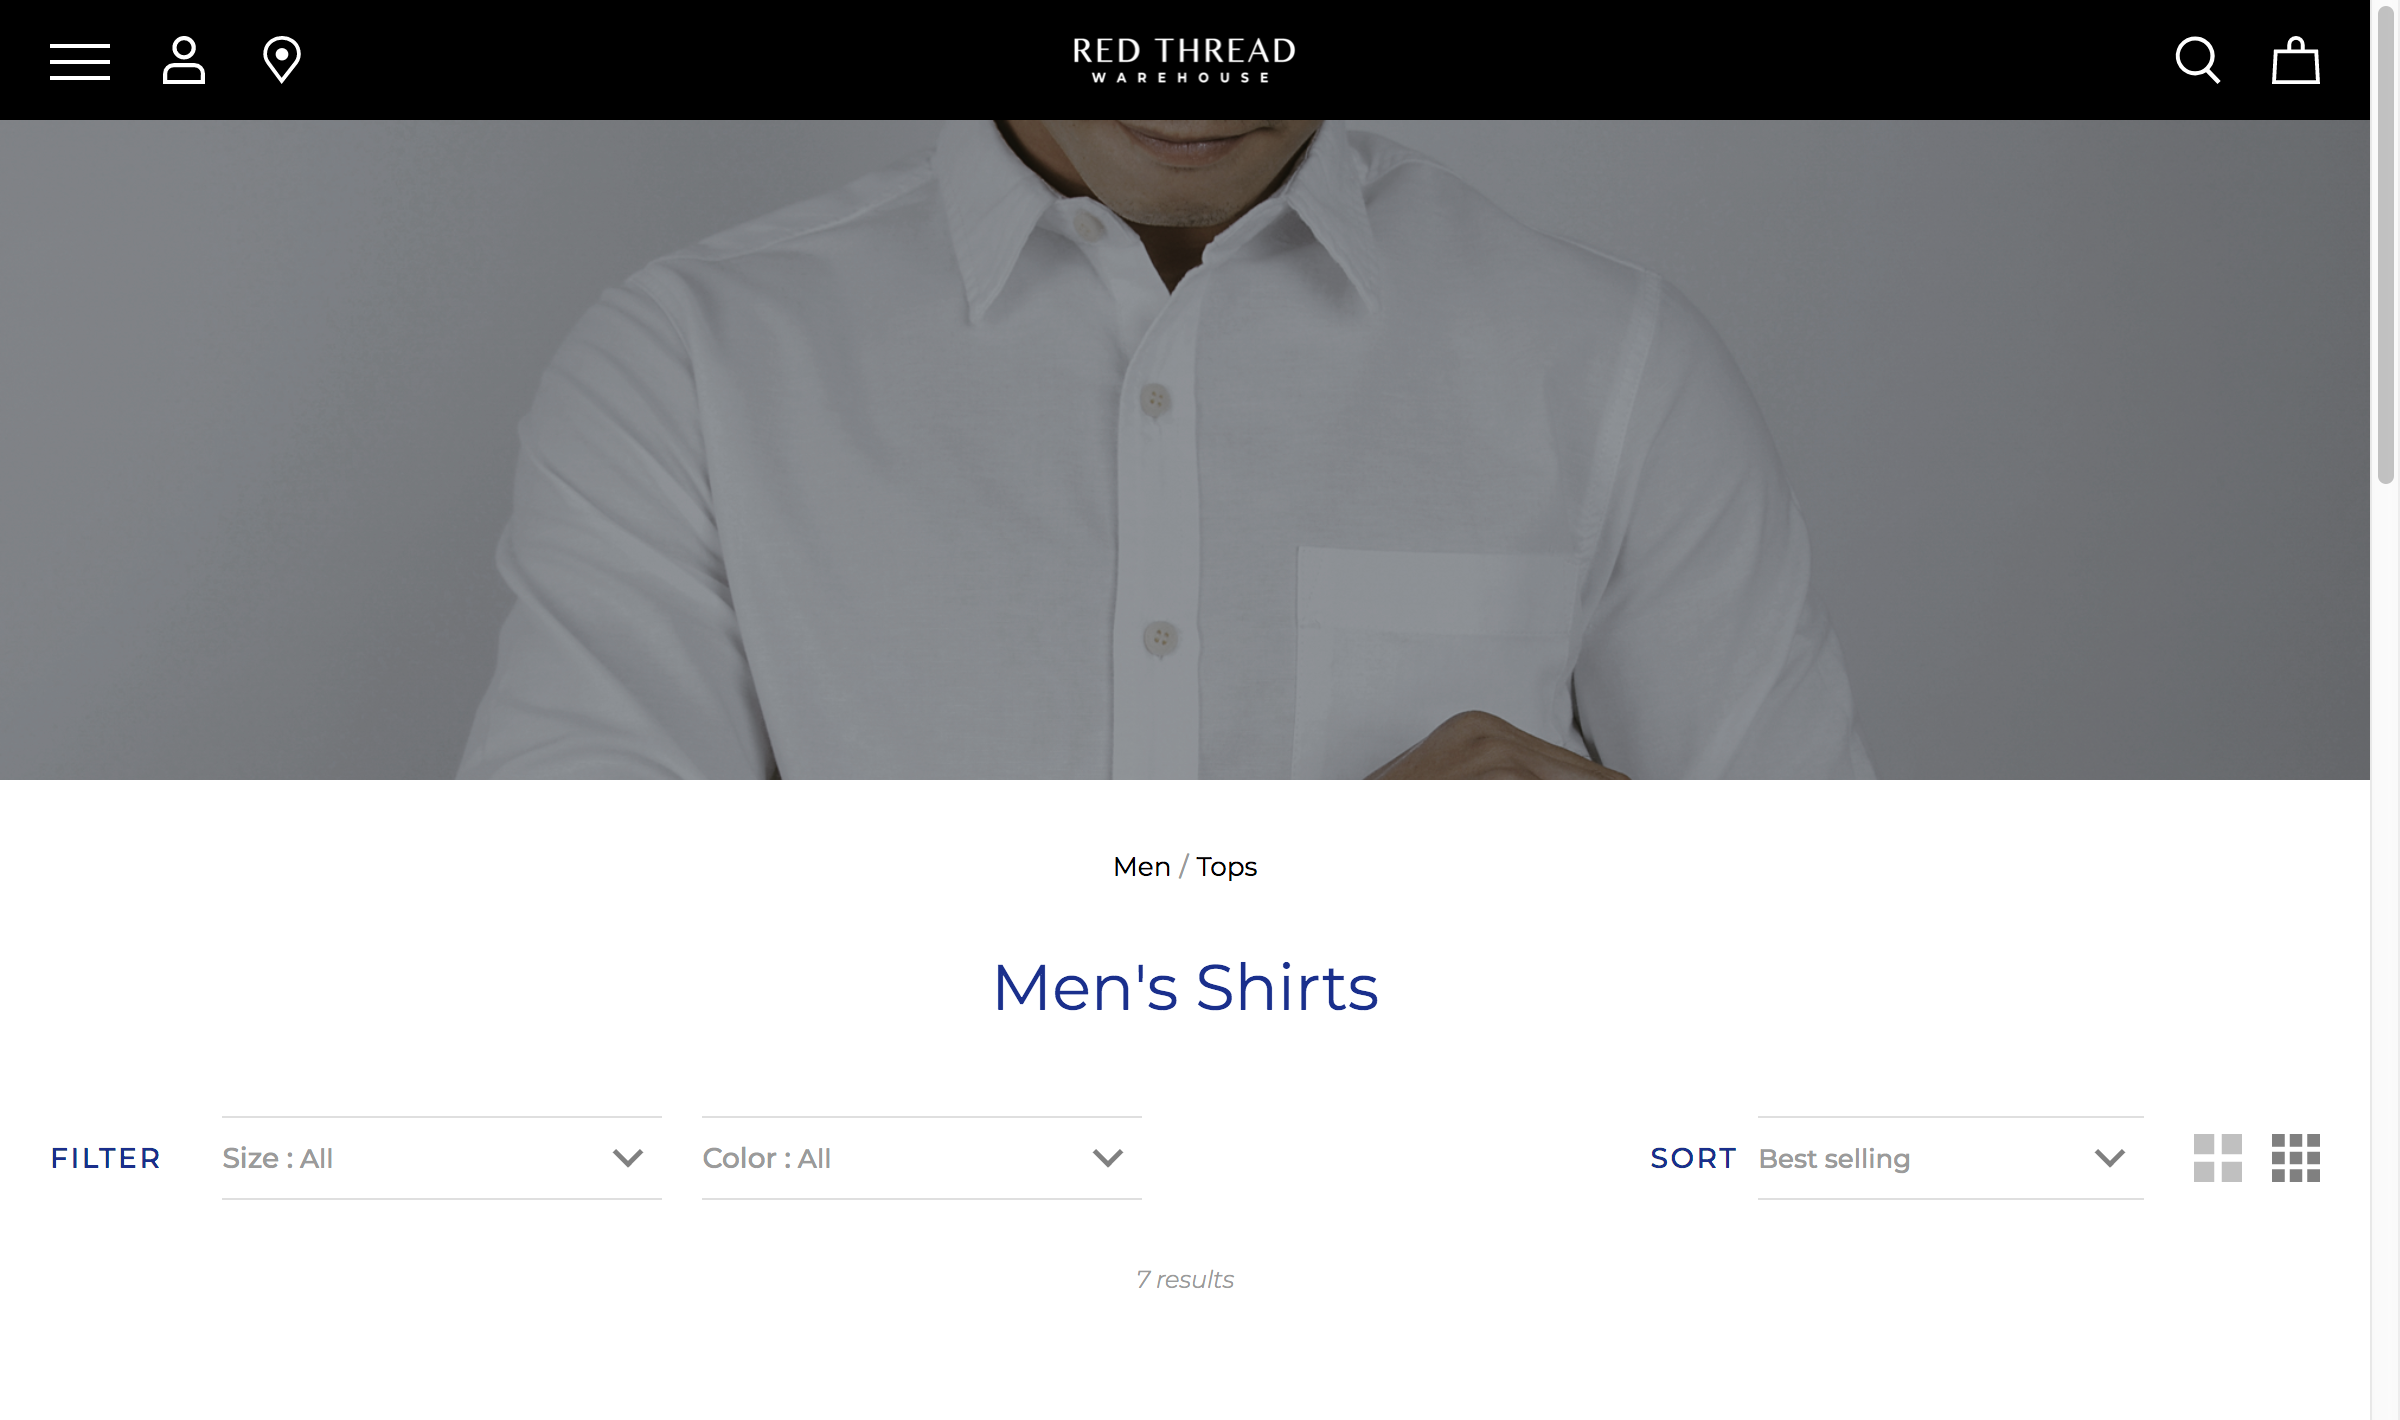 RED THREAD
WAREHOUSE
Men / Tops
Men's Shirts
FILTER
Size : All
Color : All
SORT
Best selling
7 results